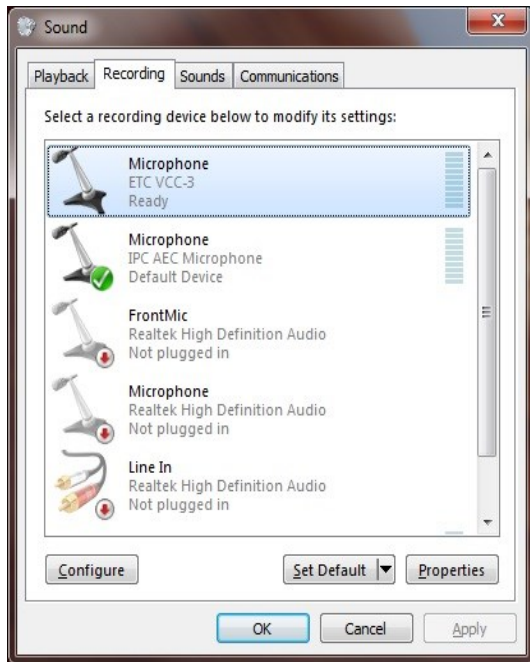 Sound
Playback Recording Sounds Communications
Select a recording device below to modify its settings:
Microphone
ETC VCC-3
Ready
Microphone
IPC AEC Microphone
Default Device
FrontMic
Realtek High Definition Audio
Not plugged in
Microphone
Realtek High Definition Audio
Not plugged in
Line In
Realtek High Definition Audio
Not plugged in
Configure Set Default Properties
OK Cancel Apply